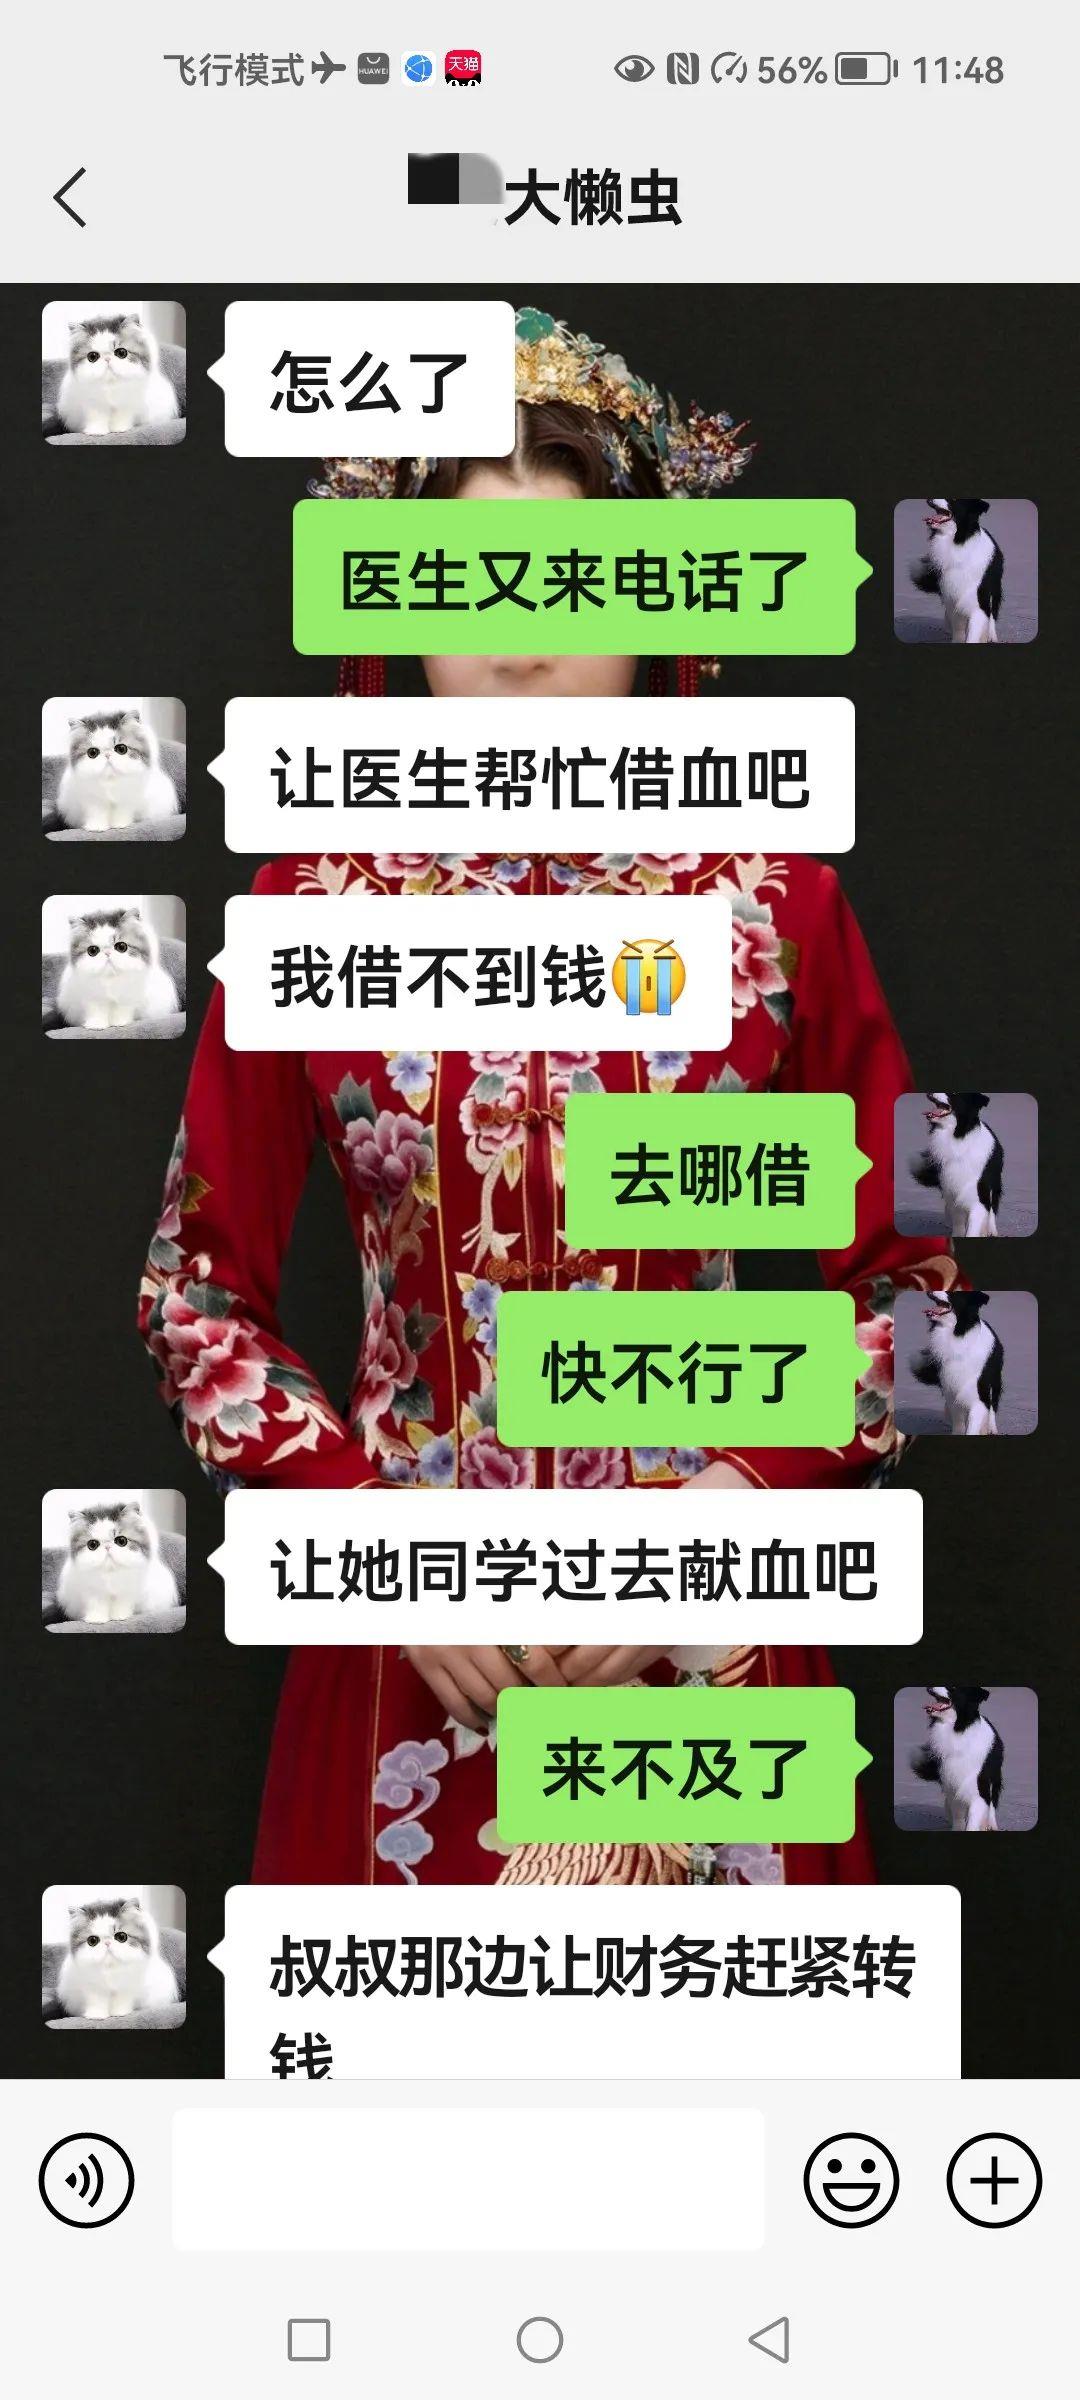 飞行模式 HUAWEI 天猫 56% 11:48
大懒虫
怎么了
医生又来电话了
让医生帮忙借血吧
我借不到钱😭
去哪借
快不行了
让她同学过去献血吧
来不及了
叔叔那边让财务赶紧转
钱